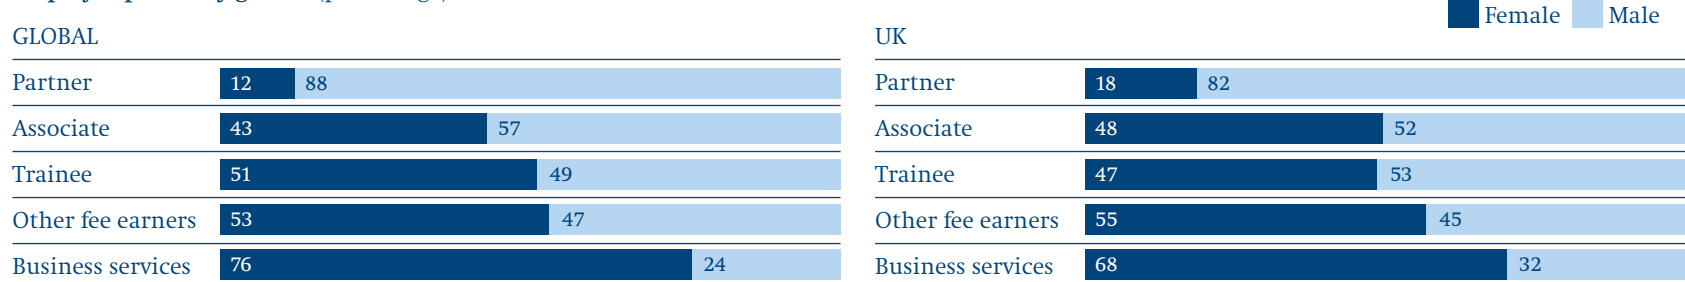 Female Male
GLOBAL
Partner 12 88
Associate 43 57
Trainee 51 49
Other fee earners 53 47
Business services 76 24
UK
Partner 18 82
Associate 48 52
Trainee 47 53
Other fee earners 55 45
Business services 68 32